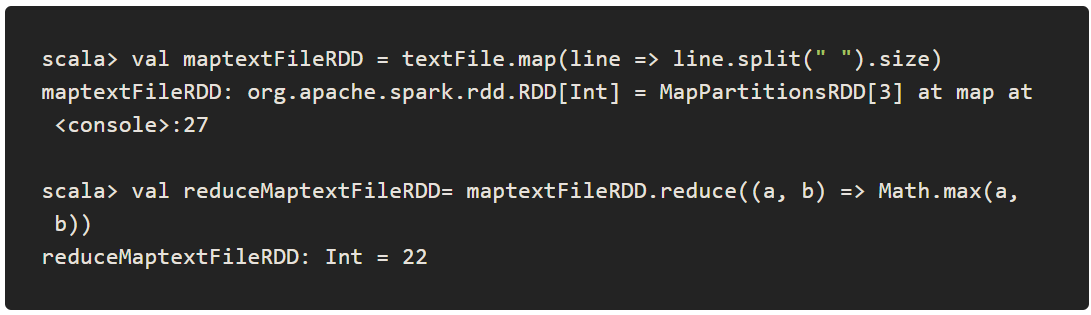 scala> val maptextFileRDD = textFile.map(line => line.split(" ").size)
maptextFileRDD: org.apache.spark.rdd.RDD[Int] = MapPartitionsRDD[3] at map at
<console>:27
scala> val reduceMaptextFileRDD= maptextFileRDD.reduce((a, b) => Math.max(a,
b))
reduceMaptextFileRDD: Int = 22